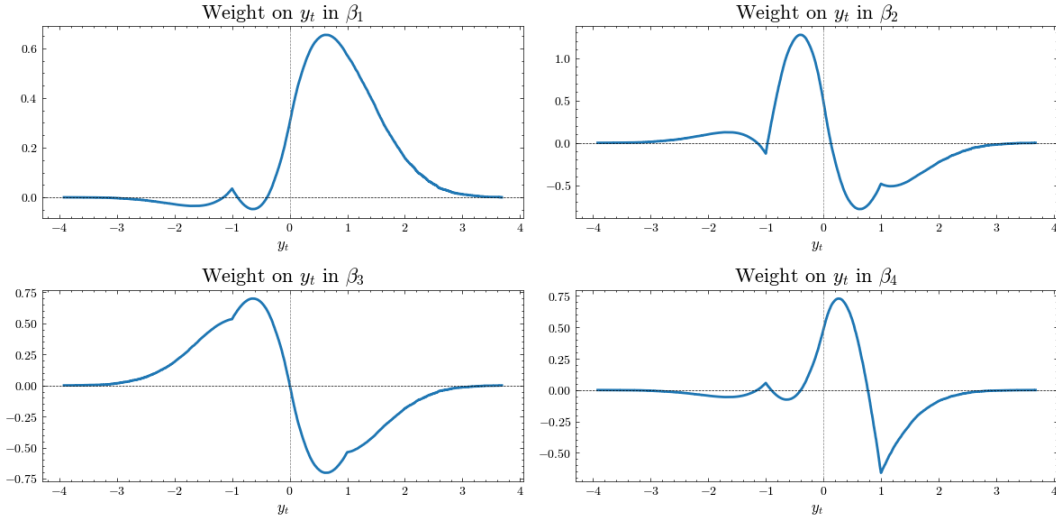 Weight on y_t in β_1
0.6
0.4
0.2
0.0
−4 −3 −2 −1 0 1 2 3 4
y_t
Weight on y_t in β_2
1.0
0.5
0.0
−0.5
−4 −3 −2 −1 0 1 2 3 4
y_t
Weight on y_t in β_3
0.75
0.50
0.25
0.00
−0.25
−0.50
−0.75
−4 −3 −2 −1 0 1 2 3 4
y_t
Weight on y_t in β_4
0.75
0.50
0.25
0.00
−0.25
−0.50
−4 −3 −2 −1 0 1 2 3 4
y_t